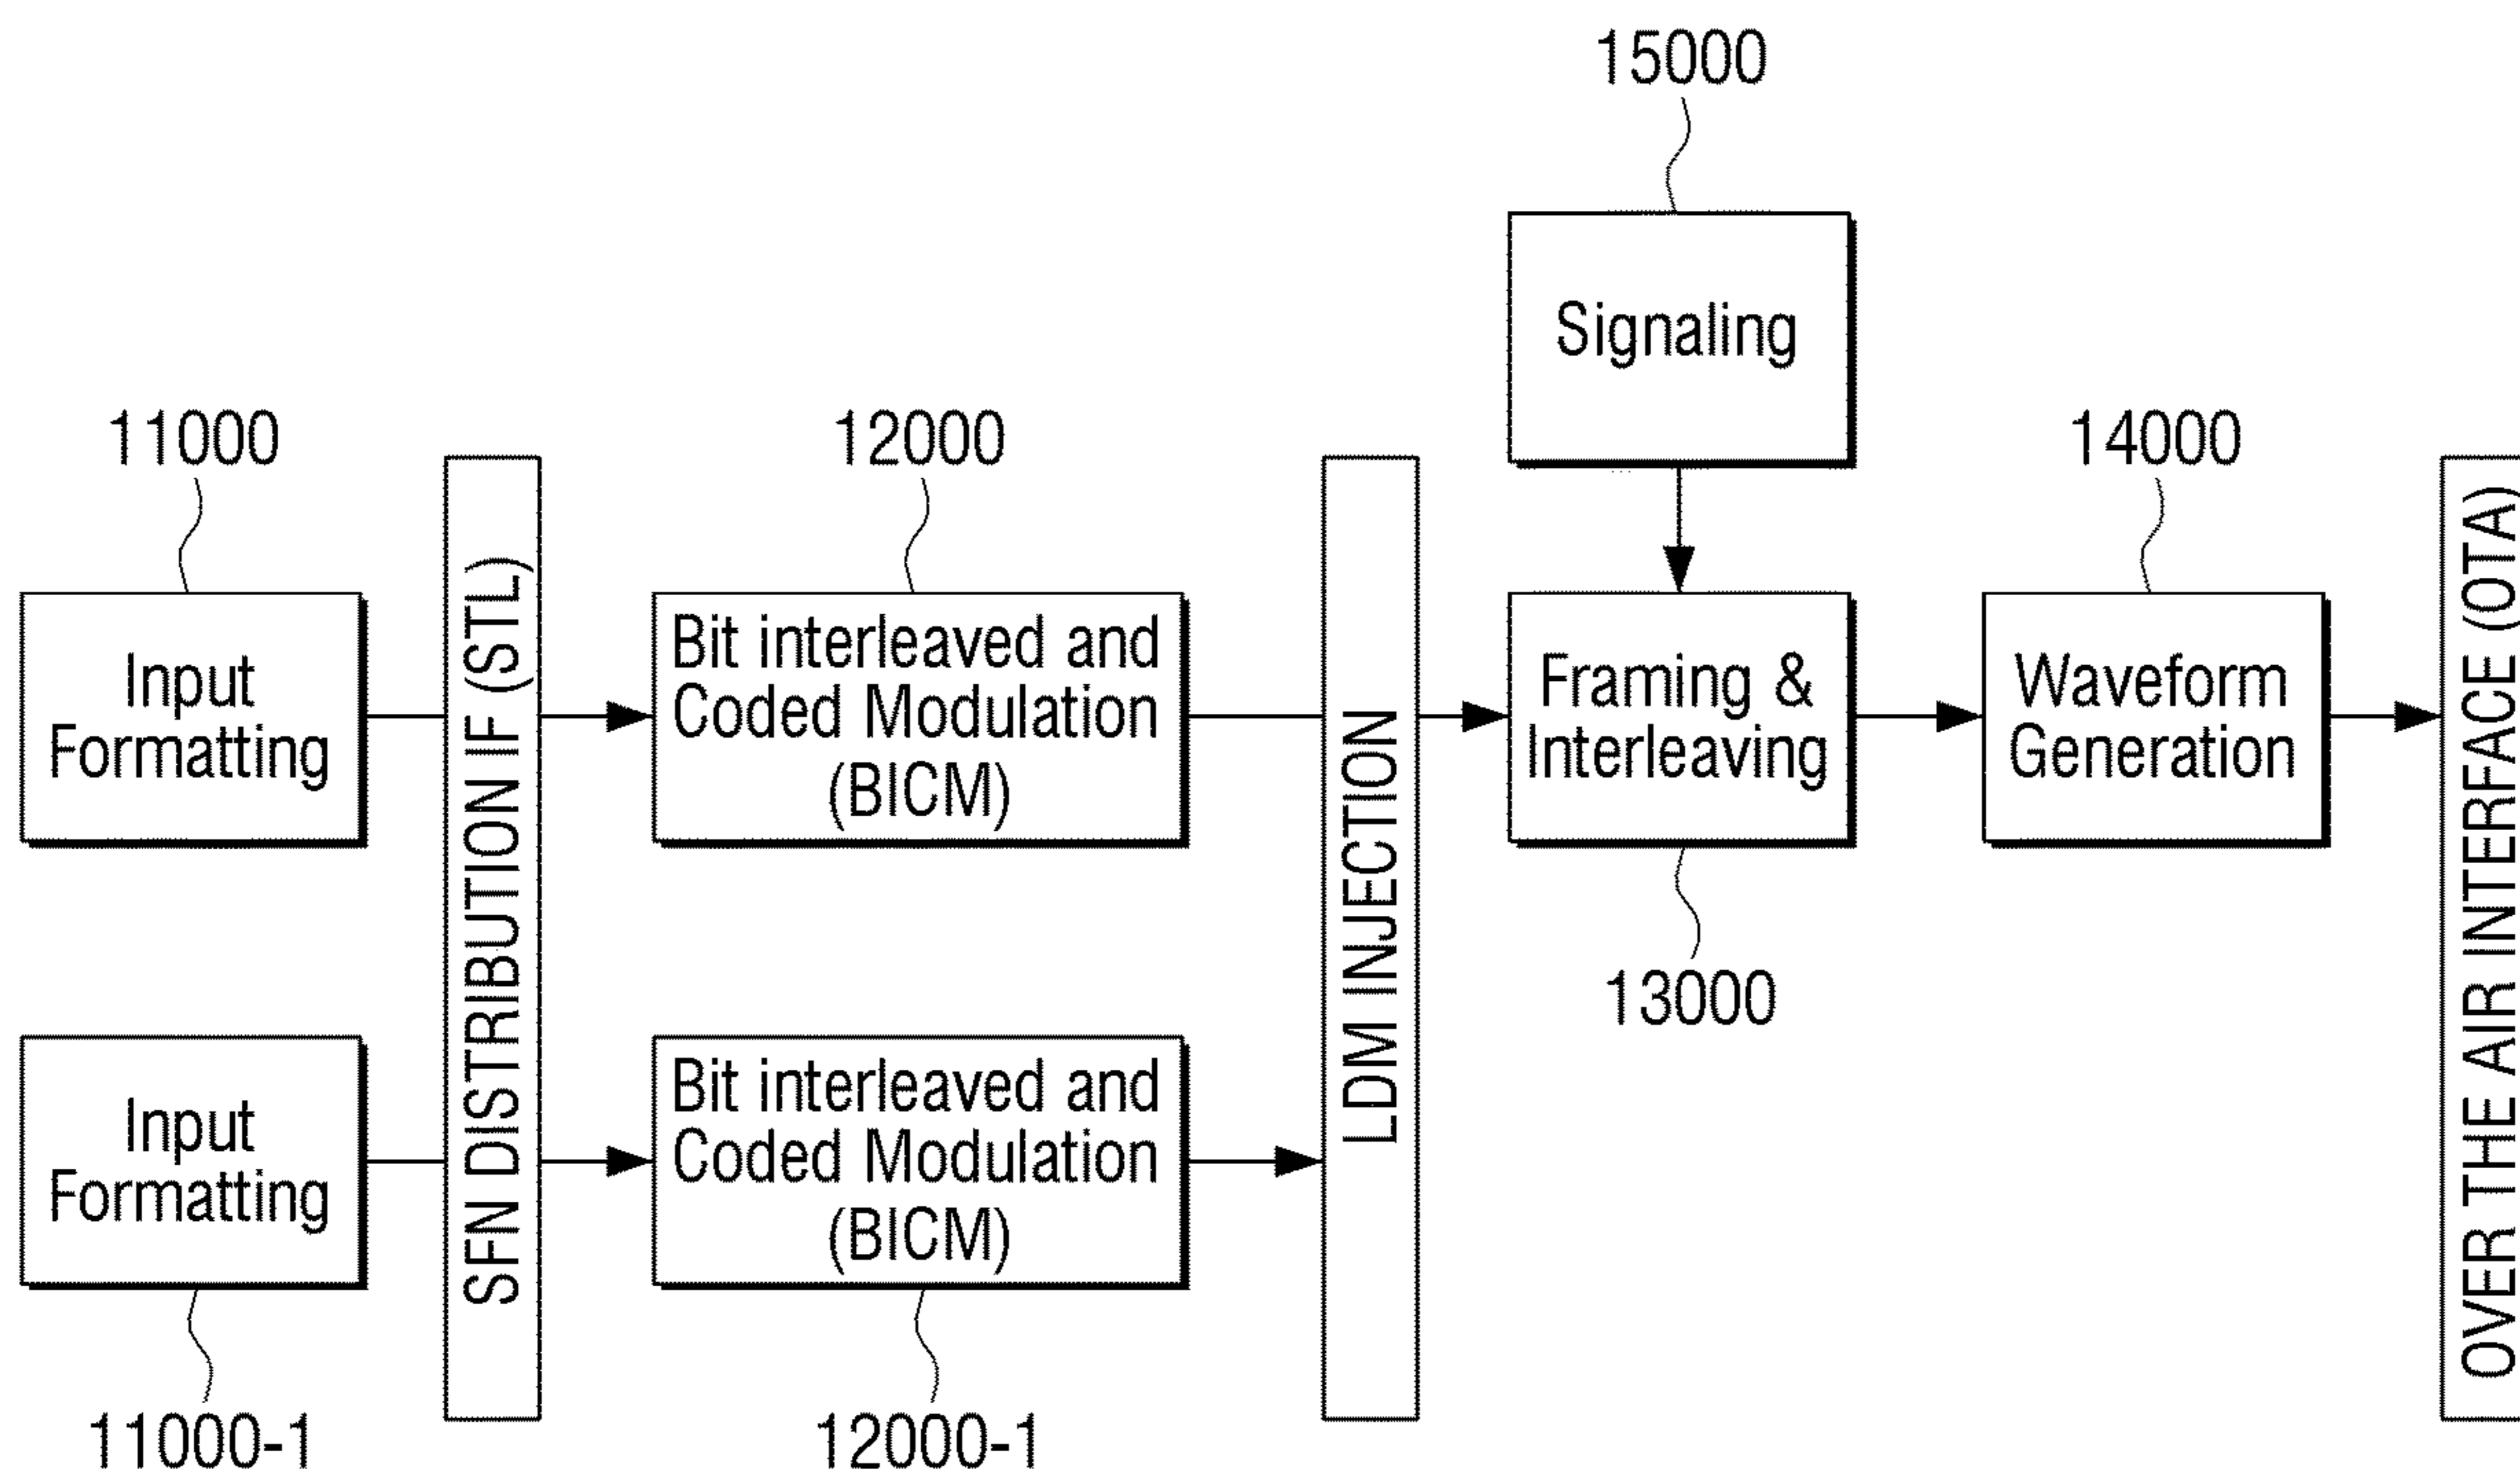 15000
Signaling
11000
12000
14000
Input
Formatting
SFN DISTRIBUTION IF (STL)
Bit interleaved and
Coded Modulation
(BICM)
LDM INJECTION
Framing &
Interleaving
Waveform
Generation
OVER THE AIR INTERFACE (OTA)
13000
Input
Formatting
Bit interleaved and
Coded Modulation
(BICM)
11000-1
12000-1